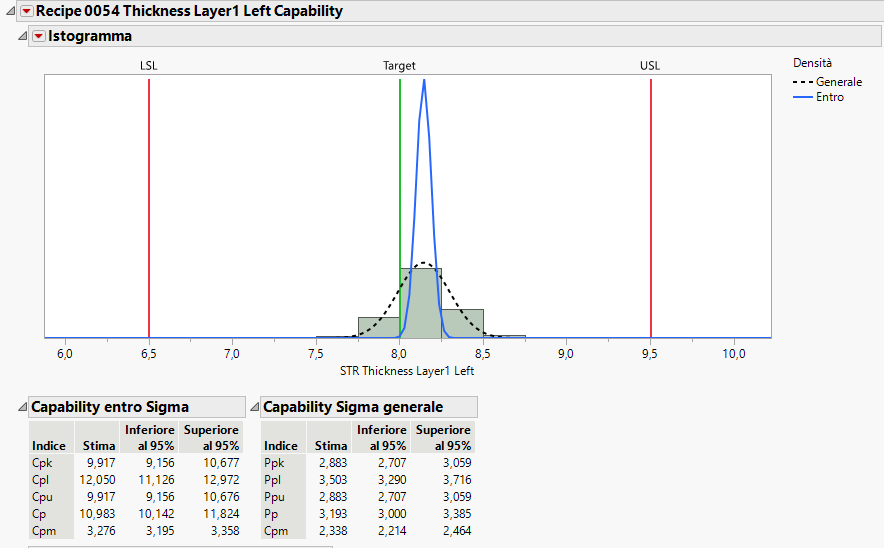 Recipe 0054 Thickness Layer1 Left Capability
Istogramma
LSL Target USL
Densità
Generale
Entro
6,0 6,5 7,0 7,5 8,0 8,5 9,0 9,5 10,0
STR Thickness Layer1 Left
Capability entro Sigma
Inferiore Superiore
Indice Stima al 95% al 95%
Cpk 9,917 9,156 10,677
Cpl 12,050 11,126 12,972
Cpu 9,917 9,156 10,676
Cp 10,983 10,142 11,824
Cpm 3,276 3,195 3,358
Capability Sigma generale
Inferiore Superiore
Indice Stima al 95% al 95%
Ppk 2,883 2,707 3,059
Ppl 3,503 3,290 3,716
Ppu 2,883 2,707 3,059
Pp 3,193 3,000 3,385
Cpm 2,338 2,214 2,464